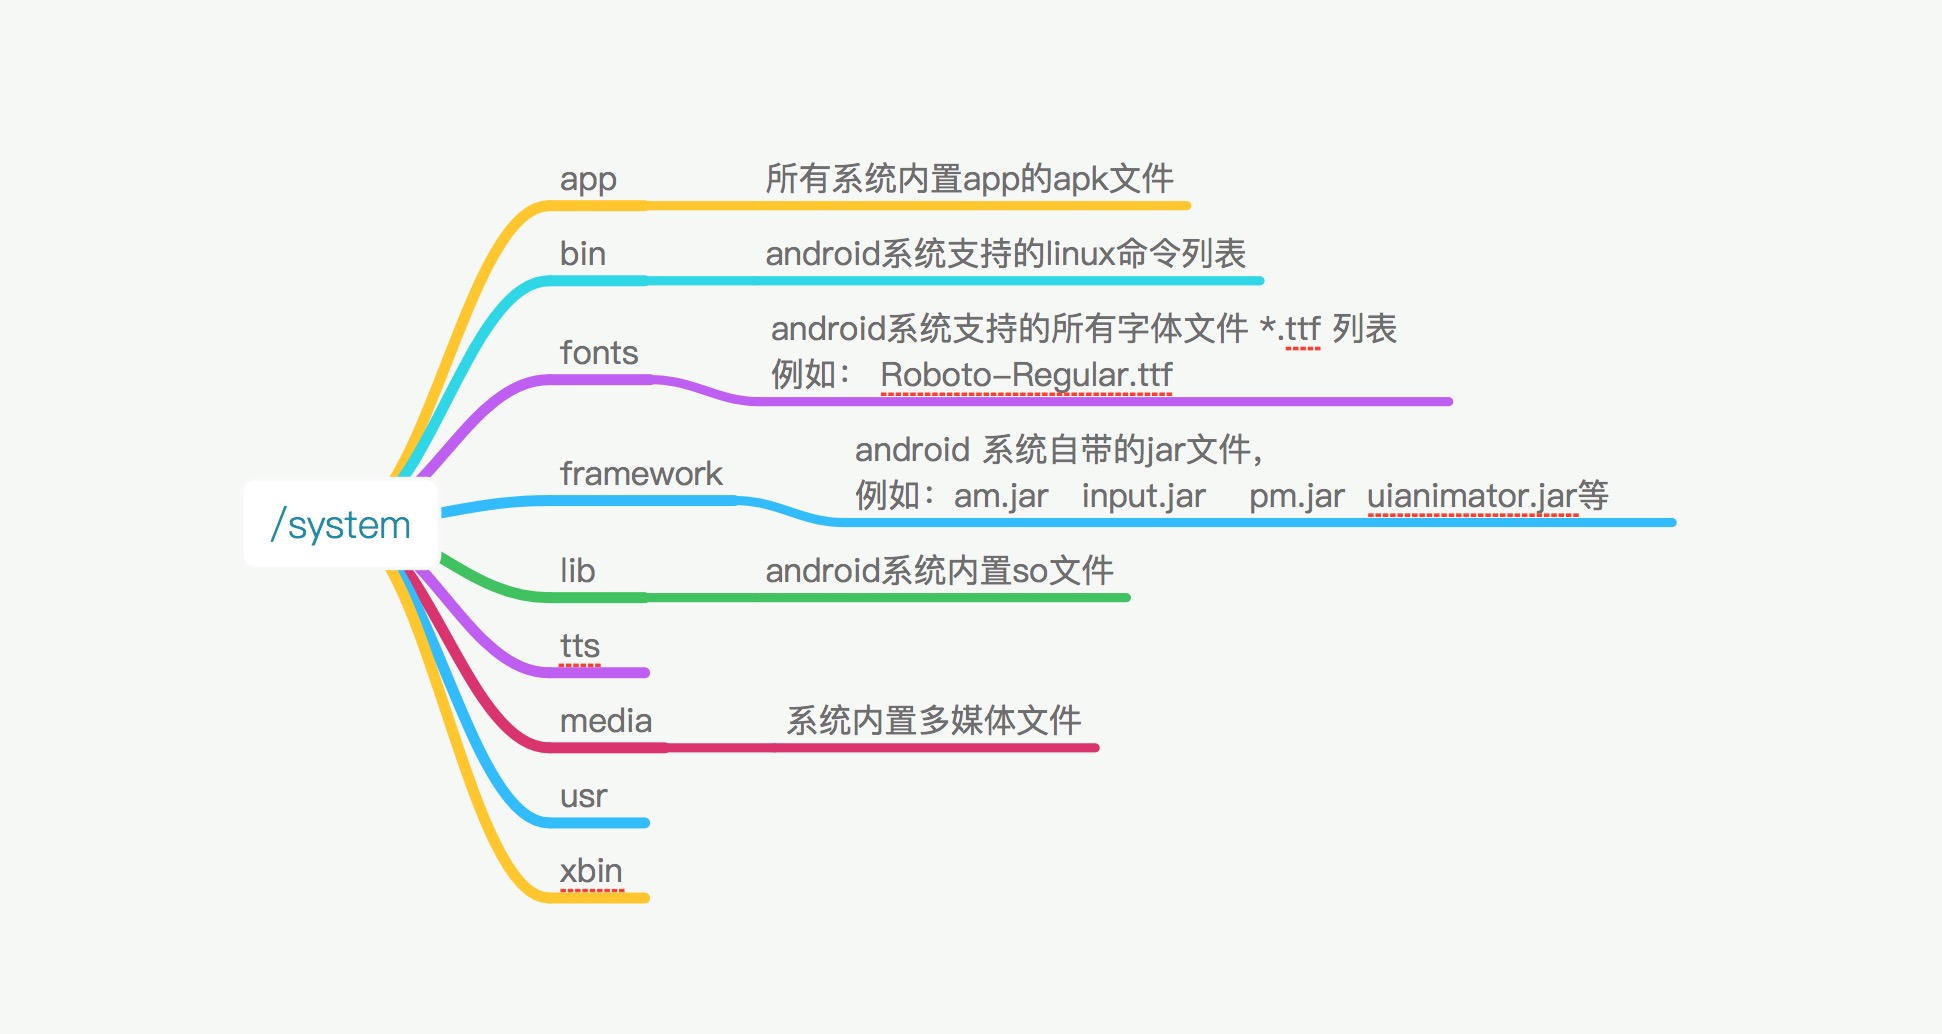 /system
app
所有系统内置app的apk文件
bin
android系统支持的linux命令列表
fonts
android系统支持的所有字体文件 *.ttf 列表
例如： Roboto-Regular.ttf
framework
android 系统自带的jar文件，
例如：am.jar input.jar pm.jar uianimator.jar等
lib
android系统内置so文件
tts
media
系统内置多媒体文件
usr
xbin